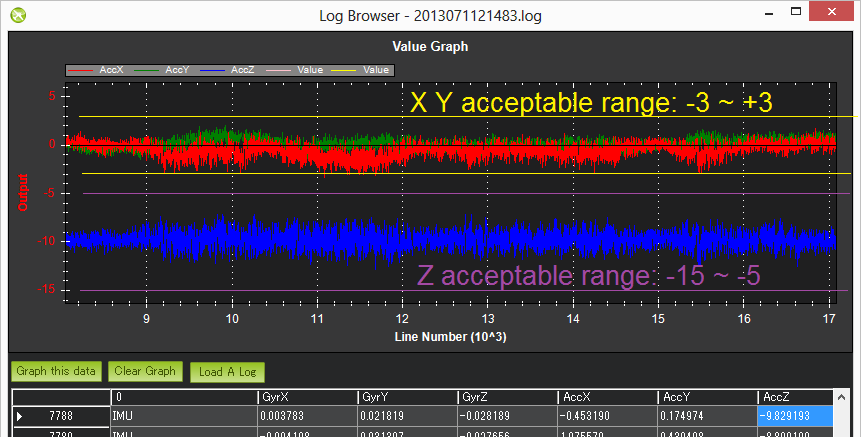 Log Browser - 2013071121483.log
Value Graph
AccX AccY AccZ Value Value
X Y acceptable range: -3 ~ +3
5
0
-5
-10
-15
Output
Z acceptable range: -15 ~ -5
9 10 11 12 13 14 15 16 17
Line Number (10^3)
Graph this data Clear Graph Load A Log
0 GyrX GyrY GyrZ AccX AccY AccZ
7788 IMU 0.003783 0.021819 -0.028189 -0.453190 0.174974 -9.829193